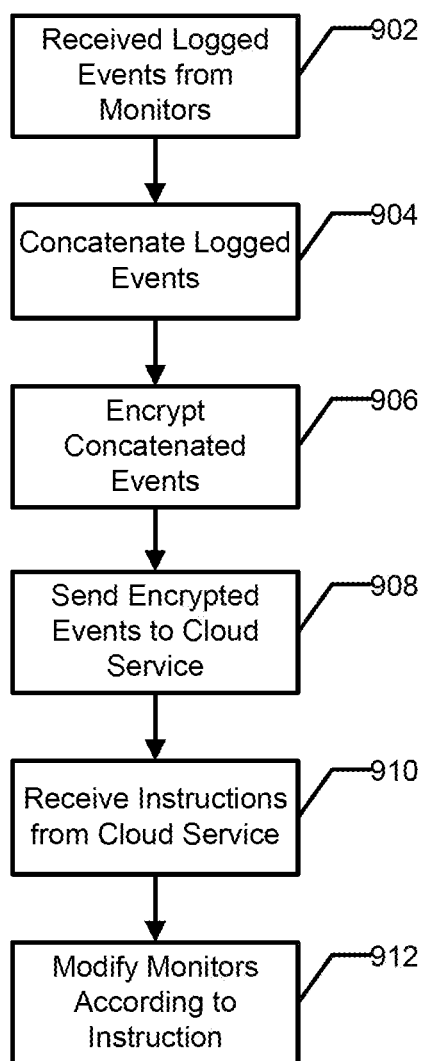 Received Logged
Events from
Monitors
902
Concatenate Logged
Events
904
Encrypt
Concatenated
Events
906
Send Encrypted
Events to Cloud
Service
908
Receive Instructions
from Cloud Service
910
Modify Monitors
According to
Instruction
912